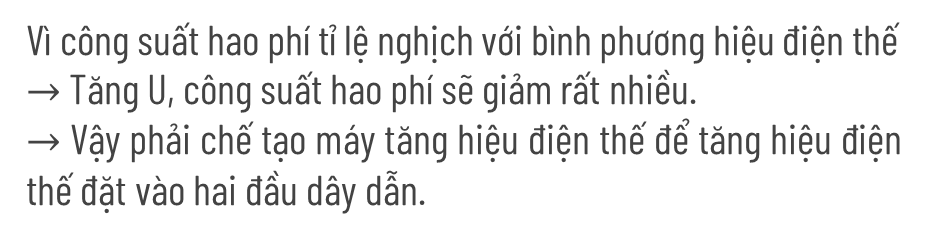 Vì công suất hao phí tỉ lệ nghịch với bình phương hiệu điện thế
→ Tăng U, công suất hao phí sẽ giảm rất nhiều.
→ Vậy phải chế tạo máy tăng hiệu điện thế để tăng hiệu điện
thế đặt vào hai đầu dây dẫn.